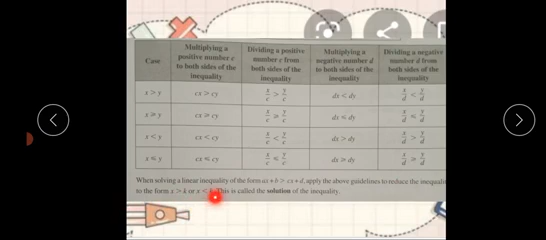 Case
Multiplying a positive number c to both sides of the inequality
Dividing a positive number c from both sides of the inequality
Multiplying a negative number d to both sides of the inequality
Dividing a negative number d from both sides of the inequality
x > y   cx > cy   x/c > y/c   dx < dy   x/d < y/d
x ⩾ y   cx ⩾ cy   x/c ⩾ y/c   dx ⩽ dy   x/d ⩽ y/d
x < y   cx < cy   x/c < y/c   dx > dy   x/d > y/d
x ⩽ y   cx ⩽ cy   x/c ⩽ y/c   dx ⩾ dy   x/d ⩾ y/d
When solving a linear inequality of the form ax + b > cx + d, apply the above guidelines to reduce the
to the form x > k or x < This is called the solution of the inequality.